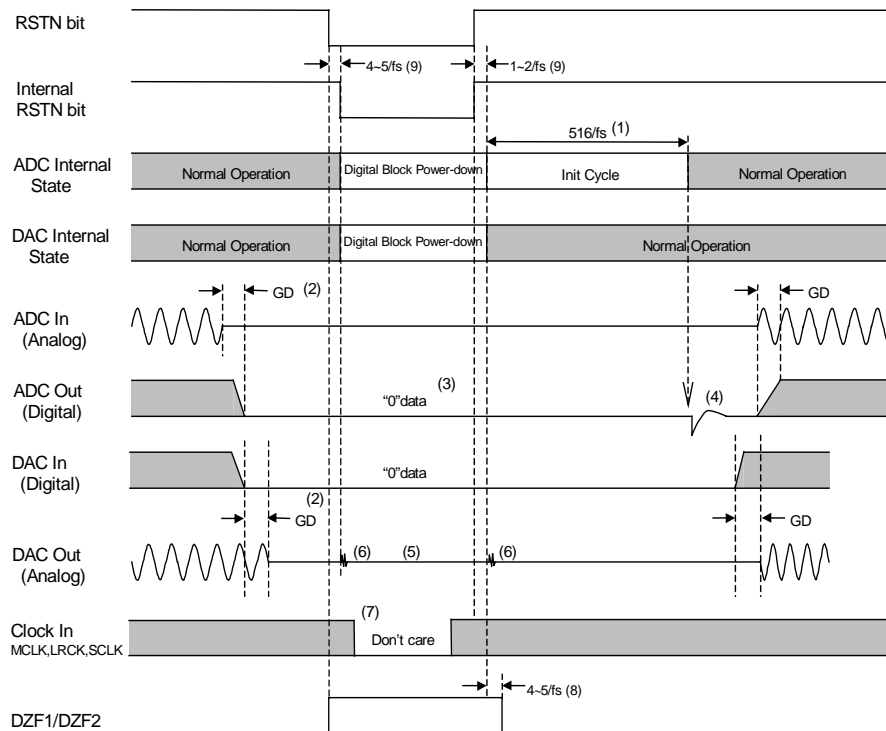 RSTN bit
4~5/fs (9)
1~2/fs (9)
Internal
RSTN bit
516/fs (1)
ADC Internal
State
Normal Operation
Digital Block Power-down
Init Cycle
Normal Operation
DAC Internal
State
Normal Operation
Digital Block Power-down
Normal Operation
GD (2)
GD
ADC In
(Analog)
ADC Out
(Digital)
“0”data (3)
(4)
DAC In
(Digital)
“0”data
(2)
GD
GD
DAC Out
(Analog)
(6)
(5)
(6)
Clock In
MCLK,LRCK,SCLK
(7)
Don’t care
4~5/fs (8)
DZF1/DZF2